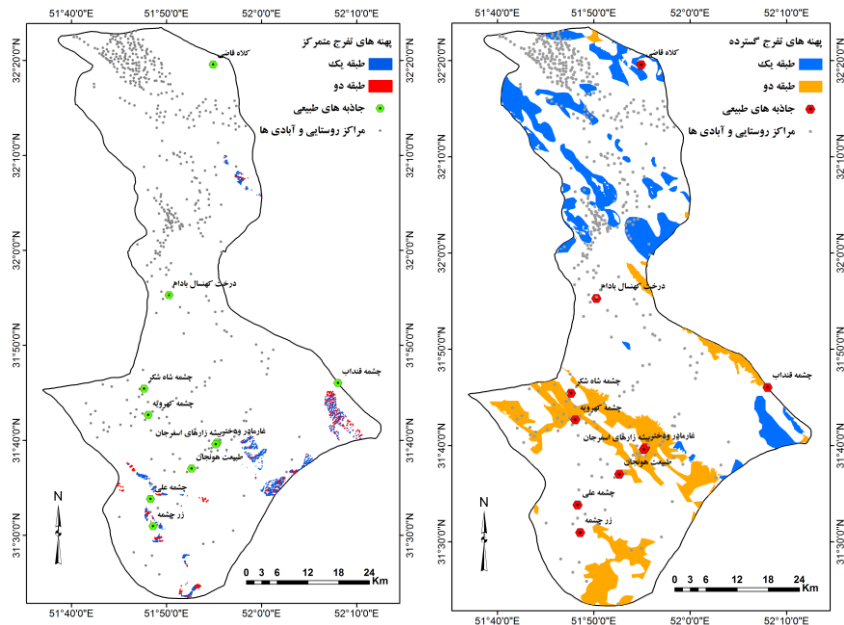 51°40'0"E 51°50'0"E 52°0'0"E
32°20'0"N
32°10'0"N
32°0'0"N
31°50'0"N
31°40'0"N
31°30'0"N
پهنه های تفرج متمرکز
طبقه یک
طبقه دو
جاذبه های طبیعی
مراکز روستایی و آبادی ها
کلاه قاضی
درخت کهنسال بادام
چشمه قنداب
چشمه شاه شکر
چشمه کهرویه
غارمادر ودختربیشه زارهای اسفرجان
طبیعت هونجان
چشمه علی
زر چشمه
N
0 3 6 12 18 24
Km
51°40'0"E 51°50'0"E 52°0'0"E 52°10'0"E
51°40'0"E 51°50'0"E 52°0'0"E 52°10'0"E
32°20'0"N
32°10'0"N
32°0'0"N
31°50'0"N
31°40'0"N
31°30'0"N
پهنه های تفرج گسترده
طبقه یک
طبقه دو
جاذبه های طبیعی
مراکز روستایی و آبادی ها
کلاه قاضی
درخت کهنسال بادام
چشمه قنداب
چشمه شاه شکر
چشمه کهرویه
غارمادر ودختربیشه زارهای اسفرجان
طبیعت هونجان
چشمه علی
زر چشمه
N
0 3 6 12 18 24
Km
51°40'0"E 51°50'0"E 52°0'0"E 52°10'0"E